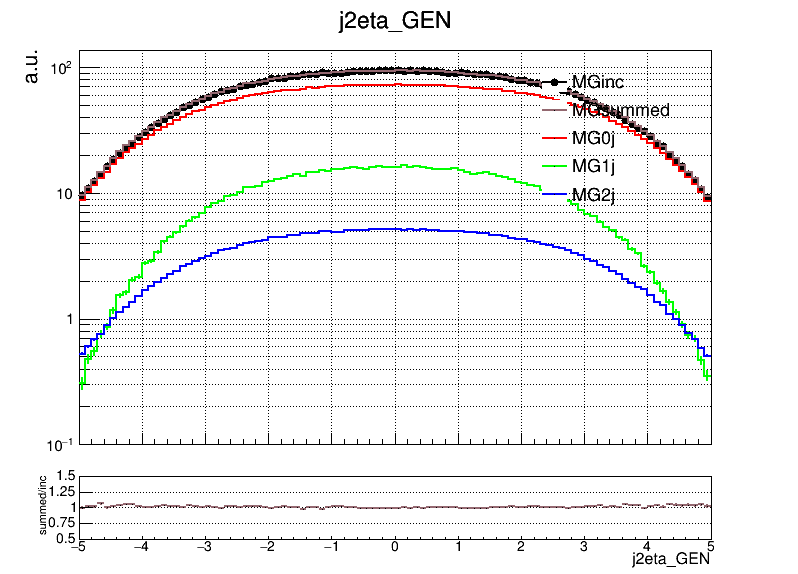 j2eta_GEN
a.u.
10²
10
1
10⁻¹
MGinc
MGsummed
MG0j
MG1j
MG2j
summed/inc
1.5
1.25
1
0.75
0.5
−5 −4 −3 −2 −1 0 1 2 3 4 5
j2eta_GEN